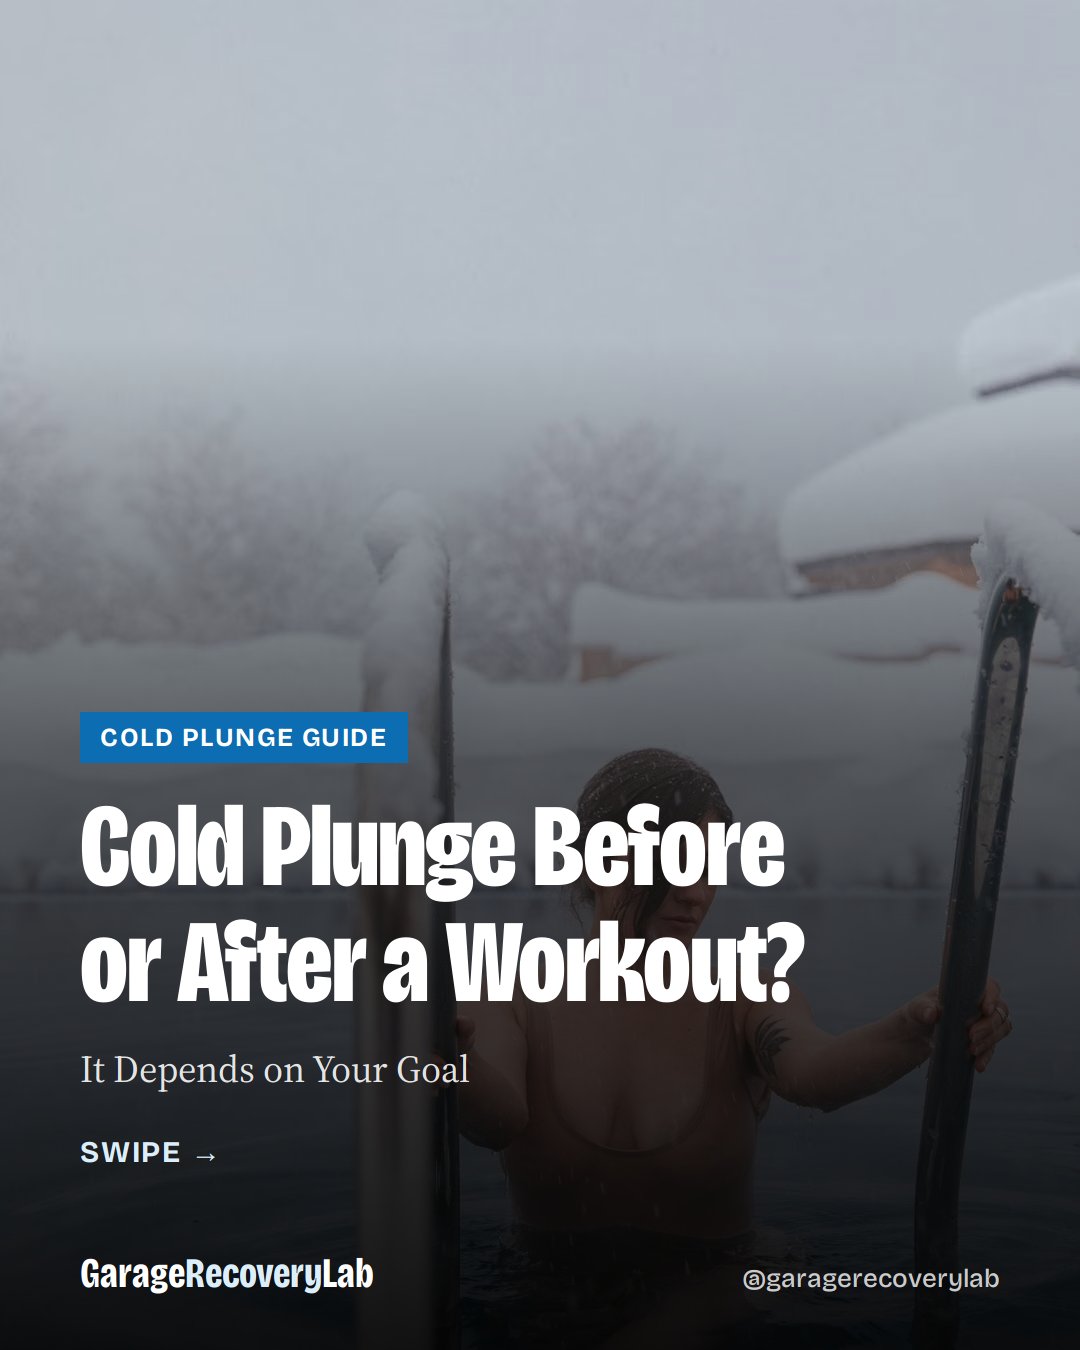 COLD PLUNGE GUIDE
Cold Plunge Before
or After a Workout?
It Depends on Your Goal
SWIPE →
GarageRecoveryLab
@garagerecoverylab